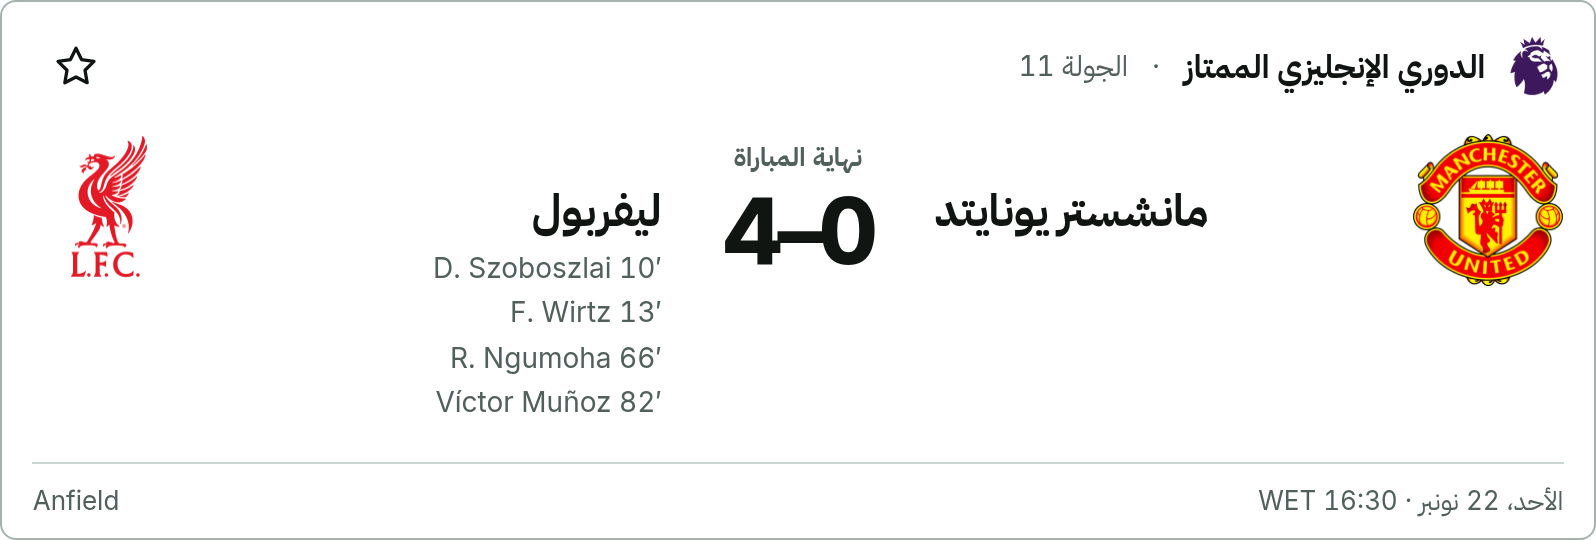 الدوري الإنجليزي الممتاز · الجولة 11
MANCHESTER
UNITED
مانشستر يونايتد
نهاية المباراة
4–0
ليفربول
D. Szoboszlai 10′
F. Wirtz 13′
R. Ngumoha 66′
Víctor Muñoz 82′
L.F.C.
الأحد، 22 نونبر · 16:30 WET
Anfield